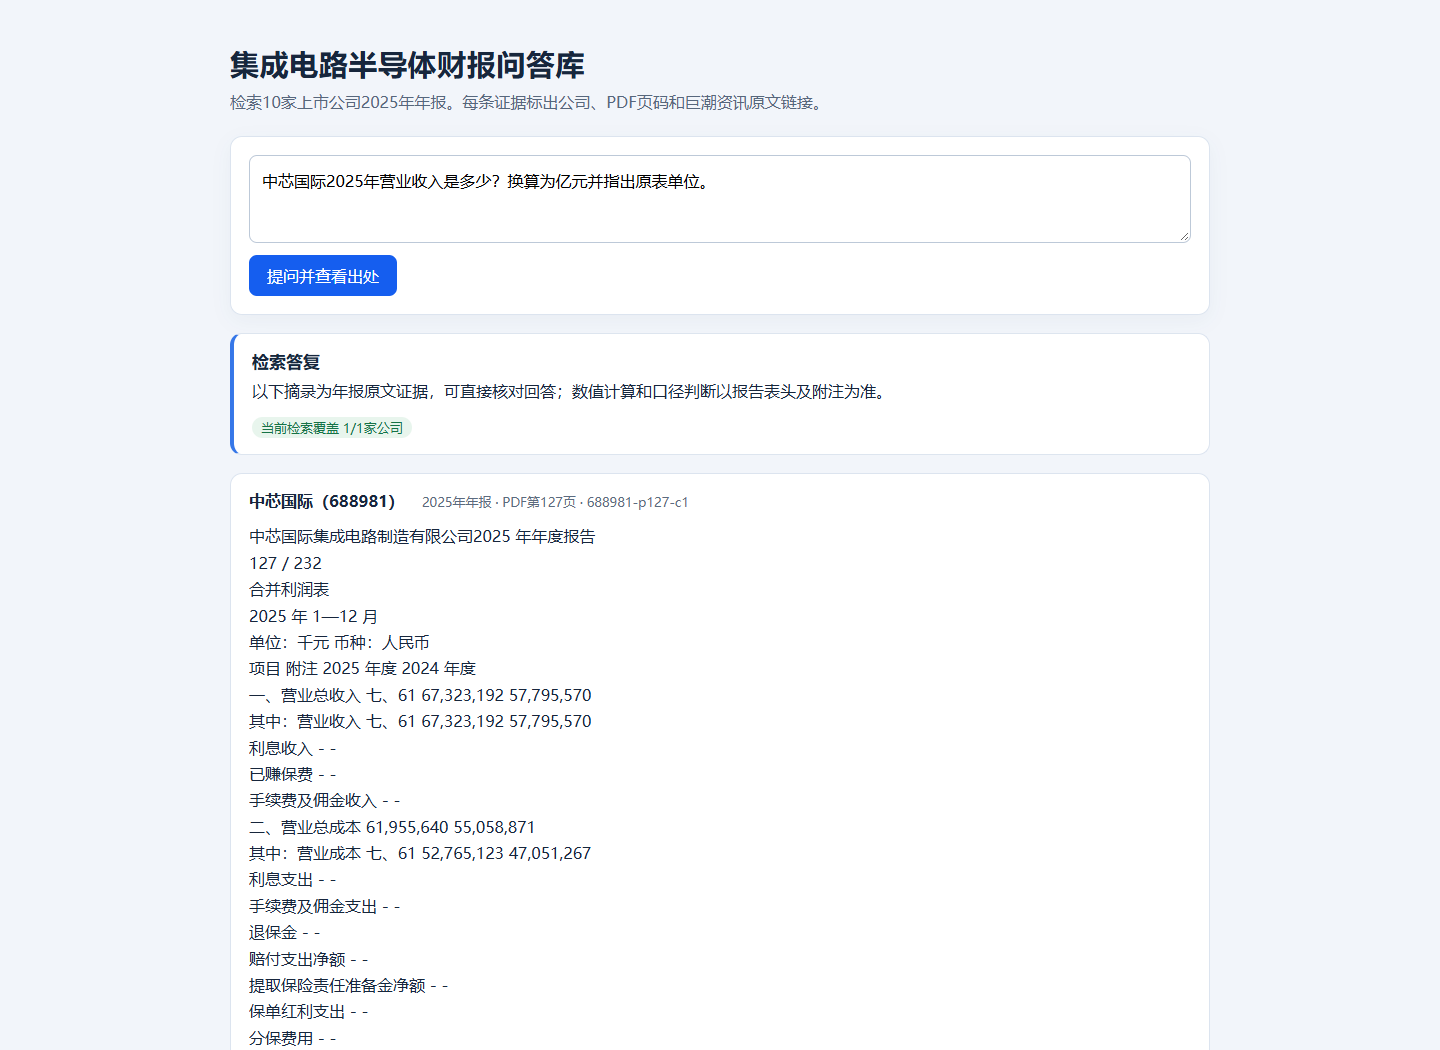 集成电路半导体财报问答库
检索10家上市公司2025年年报。每条证据标出公司、PDF页码和巨潮资讯原文链接。
中芯国际2025年营业收入是多少？换算为亿元并指出原表单位。
提问并查看出处
检索答复
以下摘录为年报原文证据，可直接核对回答；数值计算和口径判断以报告表头及附注为准。
当前检索覆盖 1/1家公司
中芯国际（688981） 2025年年报 · PDF第127页 · 688981-p127-c1
中芯国际集成电路制造有限公司2025 年年度报告
127 / 232
合并利润表
2025 年 1—12 月
单位：千元 币种：人民币
项目 附注 2025 年度 2024 年度
一、营业总收入 七、61 67,323,192 57,795,570
其中：营业收入 七、61 67,323,192 57,795,570
利息收入 - -
已赚保费 - -
手续费及佣金收入 - -
二、营业总成本 61,955,640 55,058,871
其中：营业成本 七、61 52,765,123 47,051,267
利息支出 - -
手续费及佣金支出 - -
退保金 - -
赔付支出净额 - -
提取保险责任准备金净额 - -
保单红利支出 - -
分保费用 - -